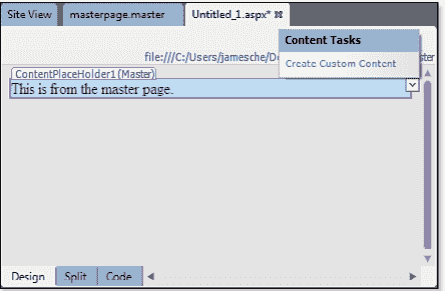 Site View masterpage.master Untitled_1.aspx*
Content Tasks
file:///C:/Users/jamesche/D ster
Create Custom Content
ContentPlaceHolder1 (Master)
This is from the master page.
Design Split Code